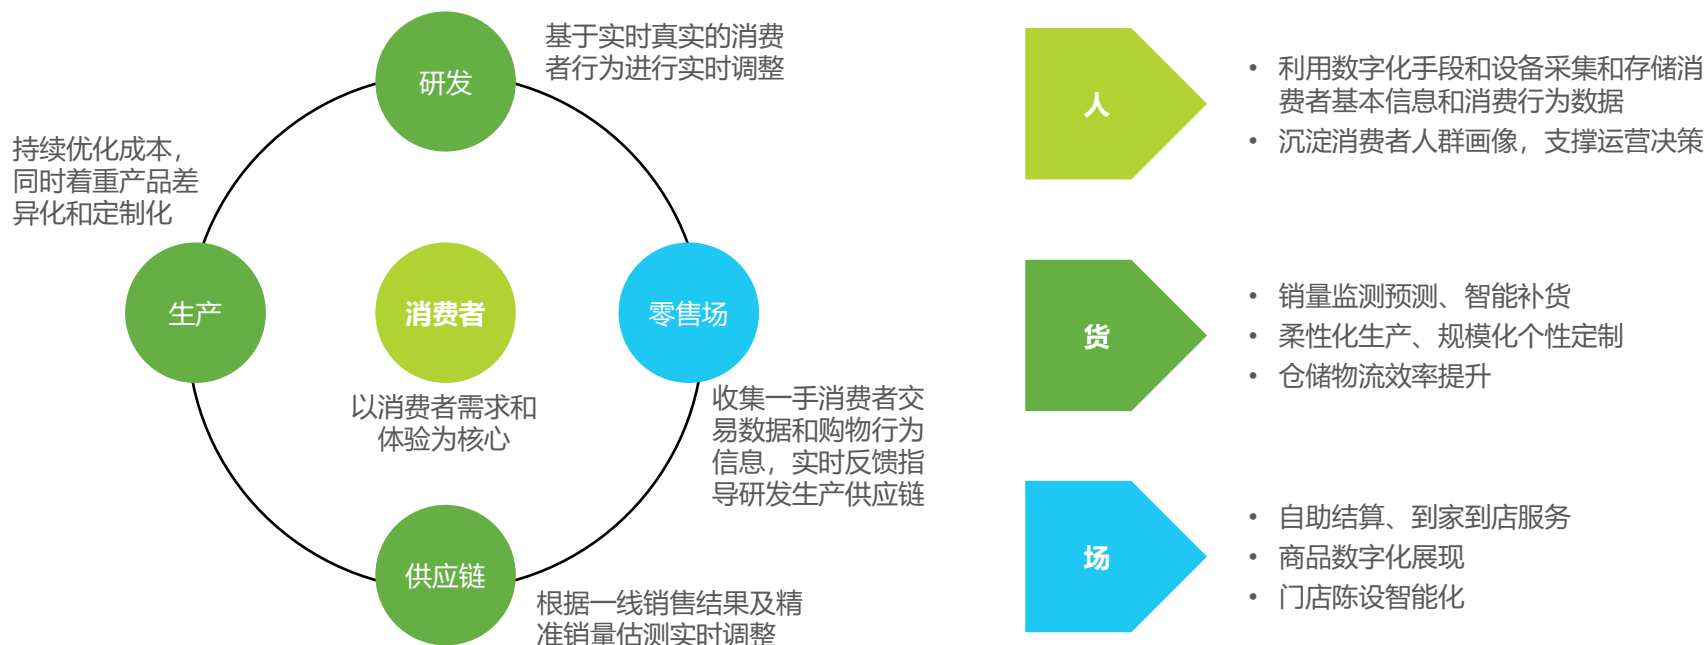 研发
基于实时真实的消费
者行为进行实时调整
持续优化成本，
同时着重产品差
异化和定制化
生产
消费者
零售场
以消费者需求和
体验为核心
收集一手消费者交
易数据和购物行为
信息，实时反馈指
导研发生产供应链
供应链
根据一线销售结果及精
准销量估测实时调整
人
• 利用数字化手段和设备采集和存储消
费者基本信息和消费行为数据
• 沉淀消费者人群画像，支撑运营决策
货
• 销量监测预测、智能补货
• 柔性化生产、规模化个性定制
• 仓储物流效率提升
场
• 自助结算、到家到店服务
• 商品数字化展现
• 门店陈设智能化